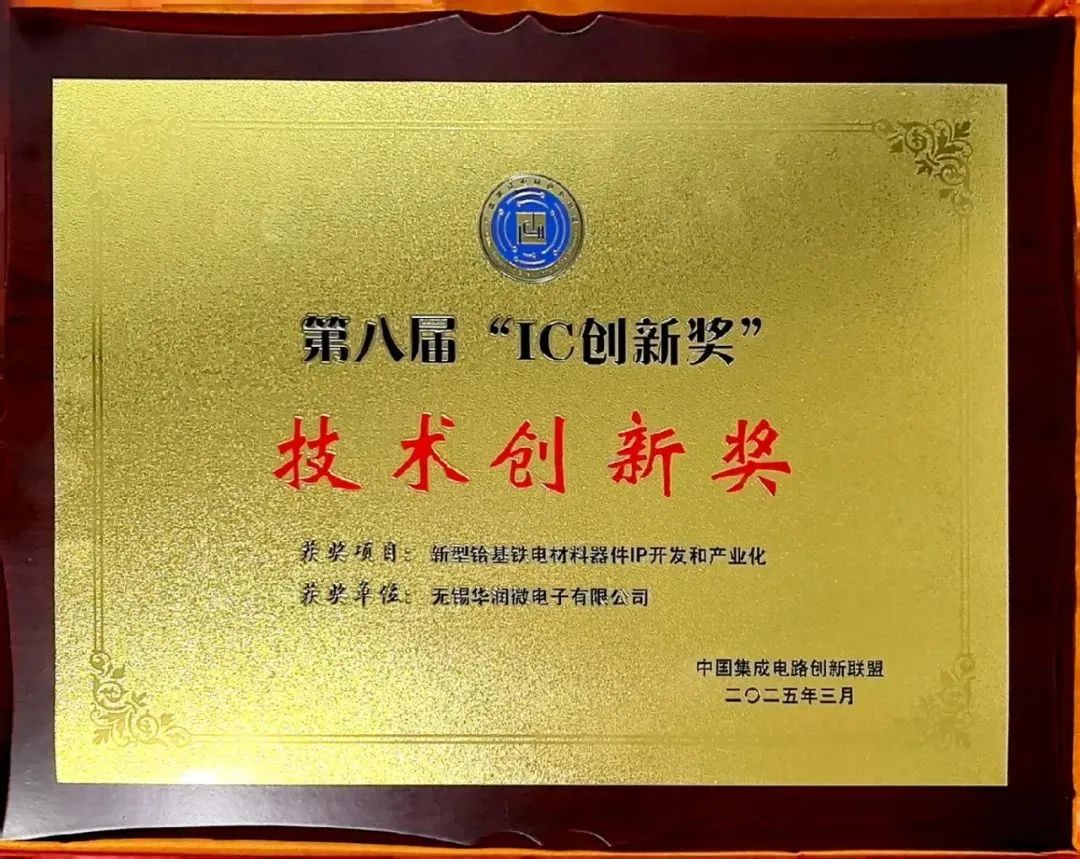 第八届“IC创新奖”
技术创新奖
获奖项目：新型铪基铁电材料器件IP开发和产业化
获奖单位：无锡华润微电子有限公司
中国集成电路创新联盟
二〇二五年三月